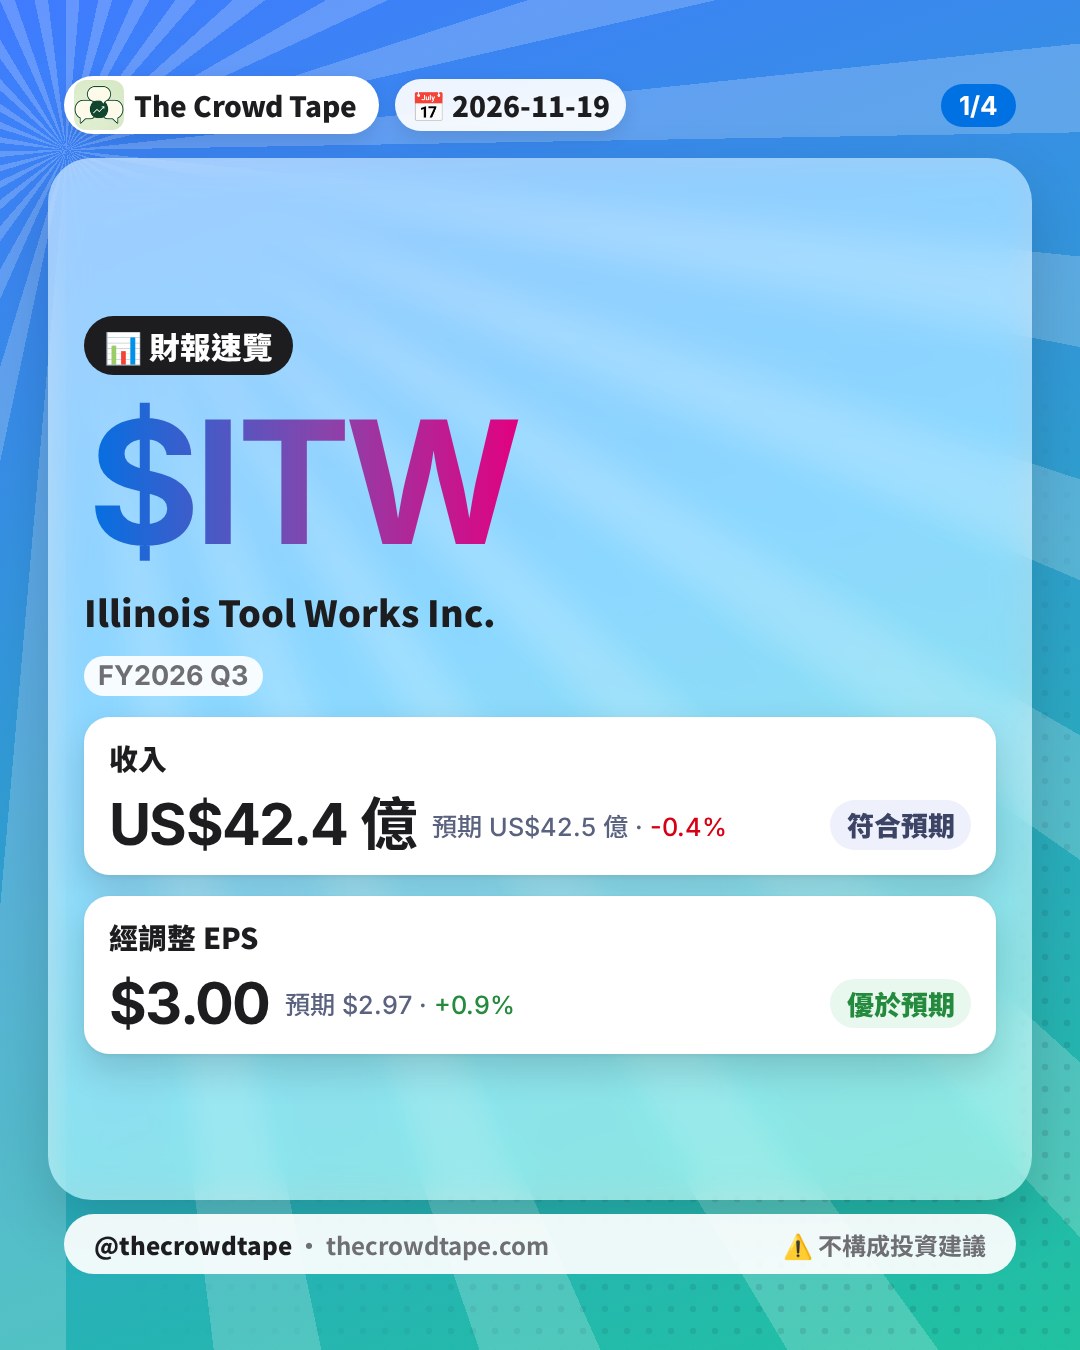 The Crowd Tape
📅 2026-11-19
1/4
📊 財報速覽
$ITW
Illinois Tool Works Inc.
FY2026 Q3
收入
US$42.4 億 預期 US$42.5 億 · -0.4% 符合預期
經調整 EPS
$3.00 預期 $2.97 · +0.9% 優於預期
@thecrowdtape • thecrowdtape.com
⚠️ 不構成投資建議